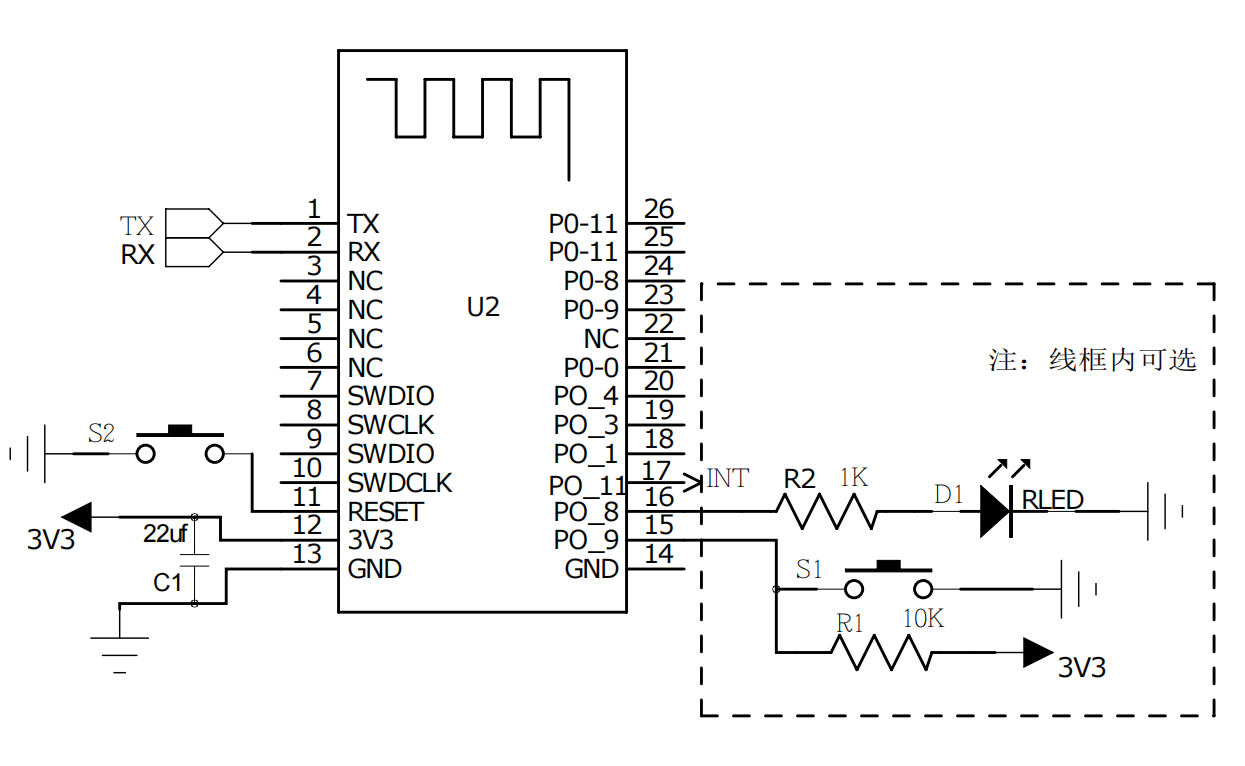 TX
RX
1
2
3
4
5
6
7
8
9
10
11
12
13
TX
RX
NC
NC
NC
NC
SWDIO
SWCLK
SWDIO
SWDCLK
RESET
3V3
GND
U2
P0-11
P0-11
P0-8
P0-9
NC
P0-0
PO_4
PO_3
PO_1
PO_11
PO_8
PO_9
GND
26
25
24
23
22
21
20
19
18
17
16
15
14
S2
3V3
22uf
C1
注：线框内可选
INT
R2 1K
D1
RLED
S1
R1 10K
3V3